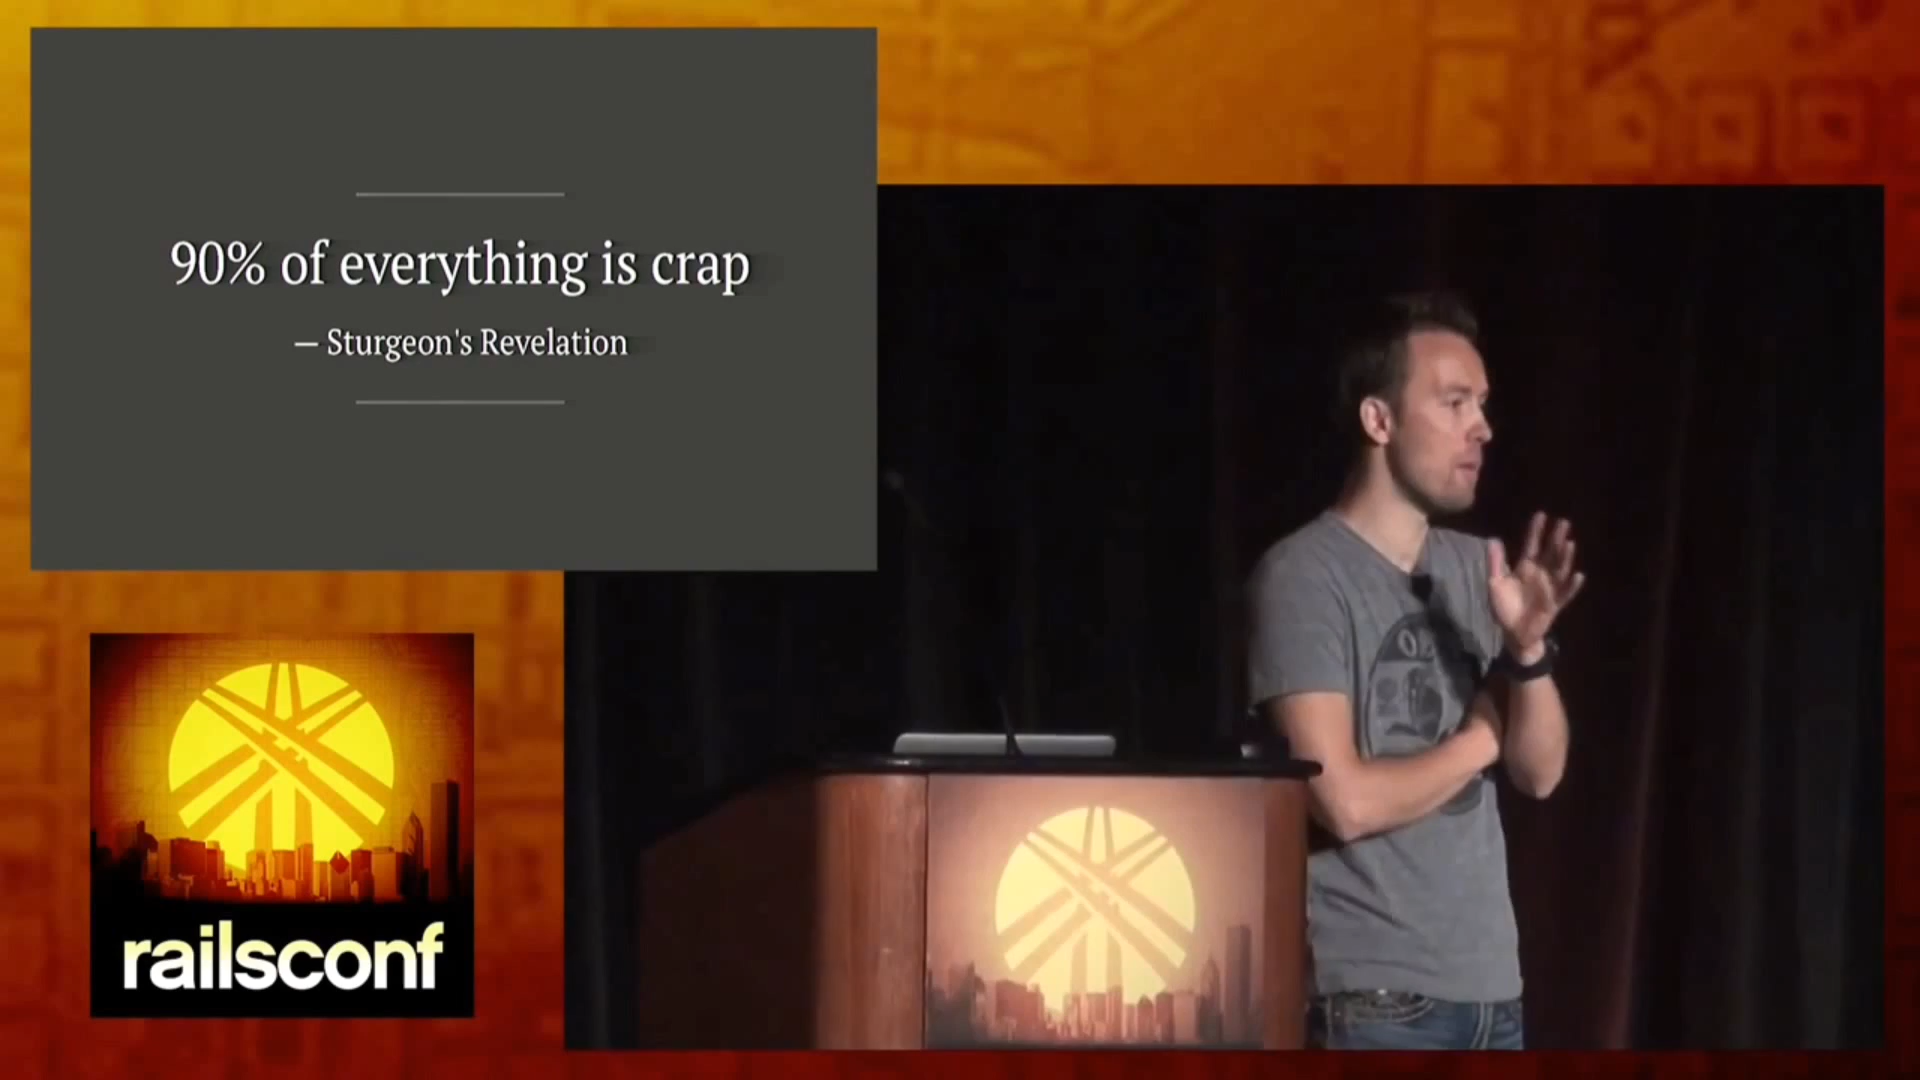 90% of everything is crap
— Sturgeon's Revelation
railsconf